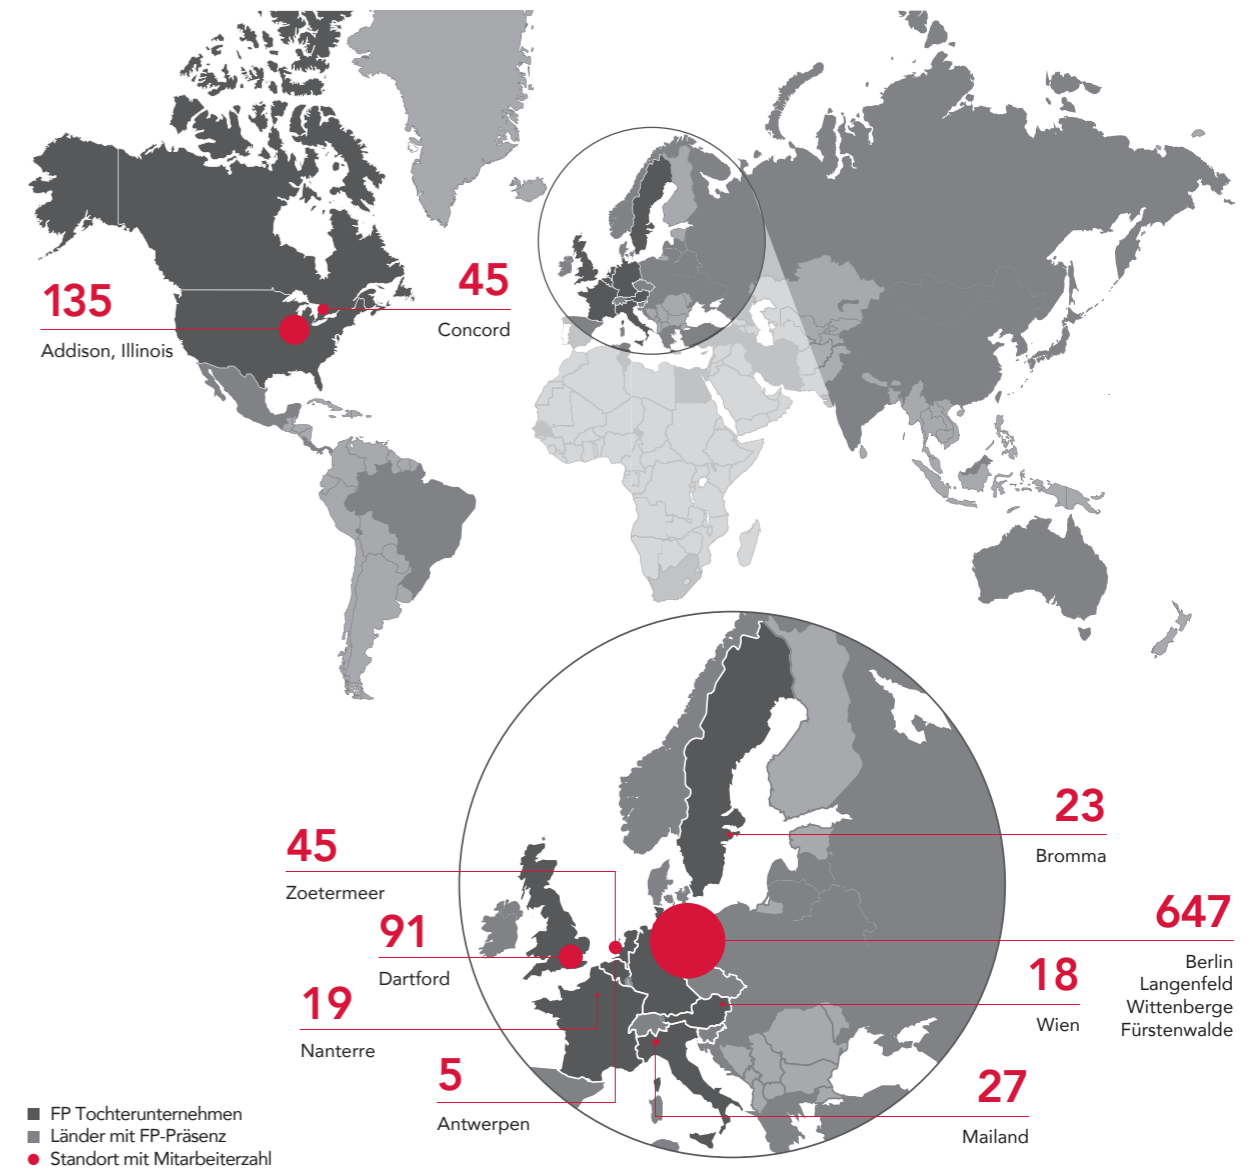 135
Addison, Illinois
45
Concord
23
Bromma
45
Zoetermeer
647
Berlin
Langenfeld
Wittenberge
Fürstenwalde
91
Dartford
18
Wien
19
Nanterre
5
Antwerpen
27
Mailand
FP Tochterunternehmen
Länder mit FP-Präsenz
Standort mit Mitarbeiterzahl